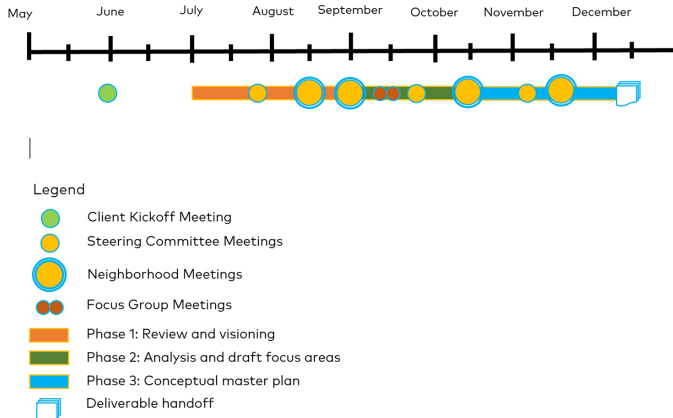 May June July August September October November December
Legend
Client Kickoff Meeting
Steering Committee Meetings
Neighborhood Meetings
Focus Group Meetings
Phase 1: Review and visioning
Phase 2: Analysis and draft focus areas
Phase 3: Conceptual master plan
Deliverable handoff